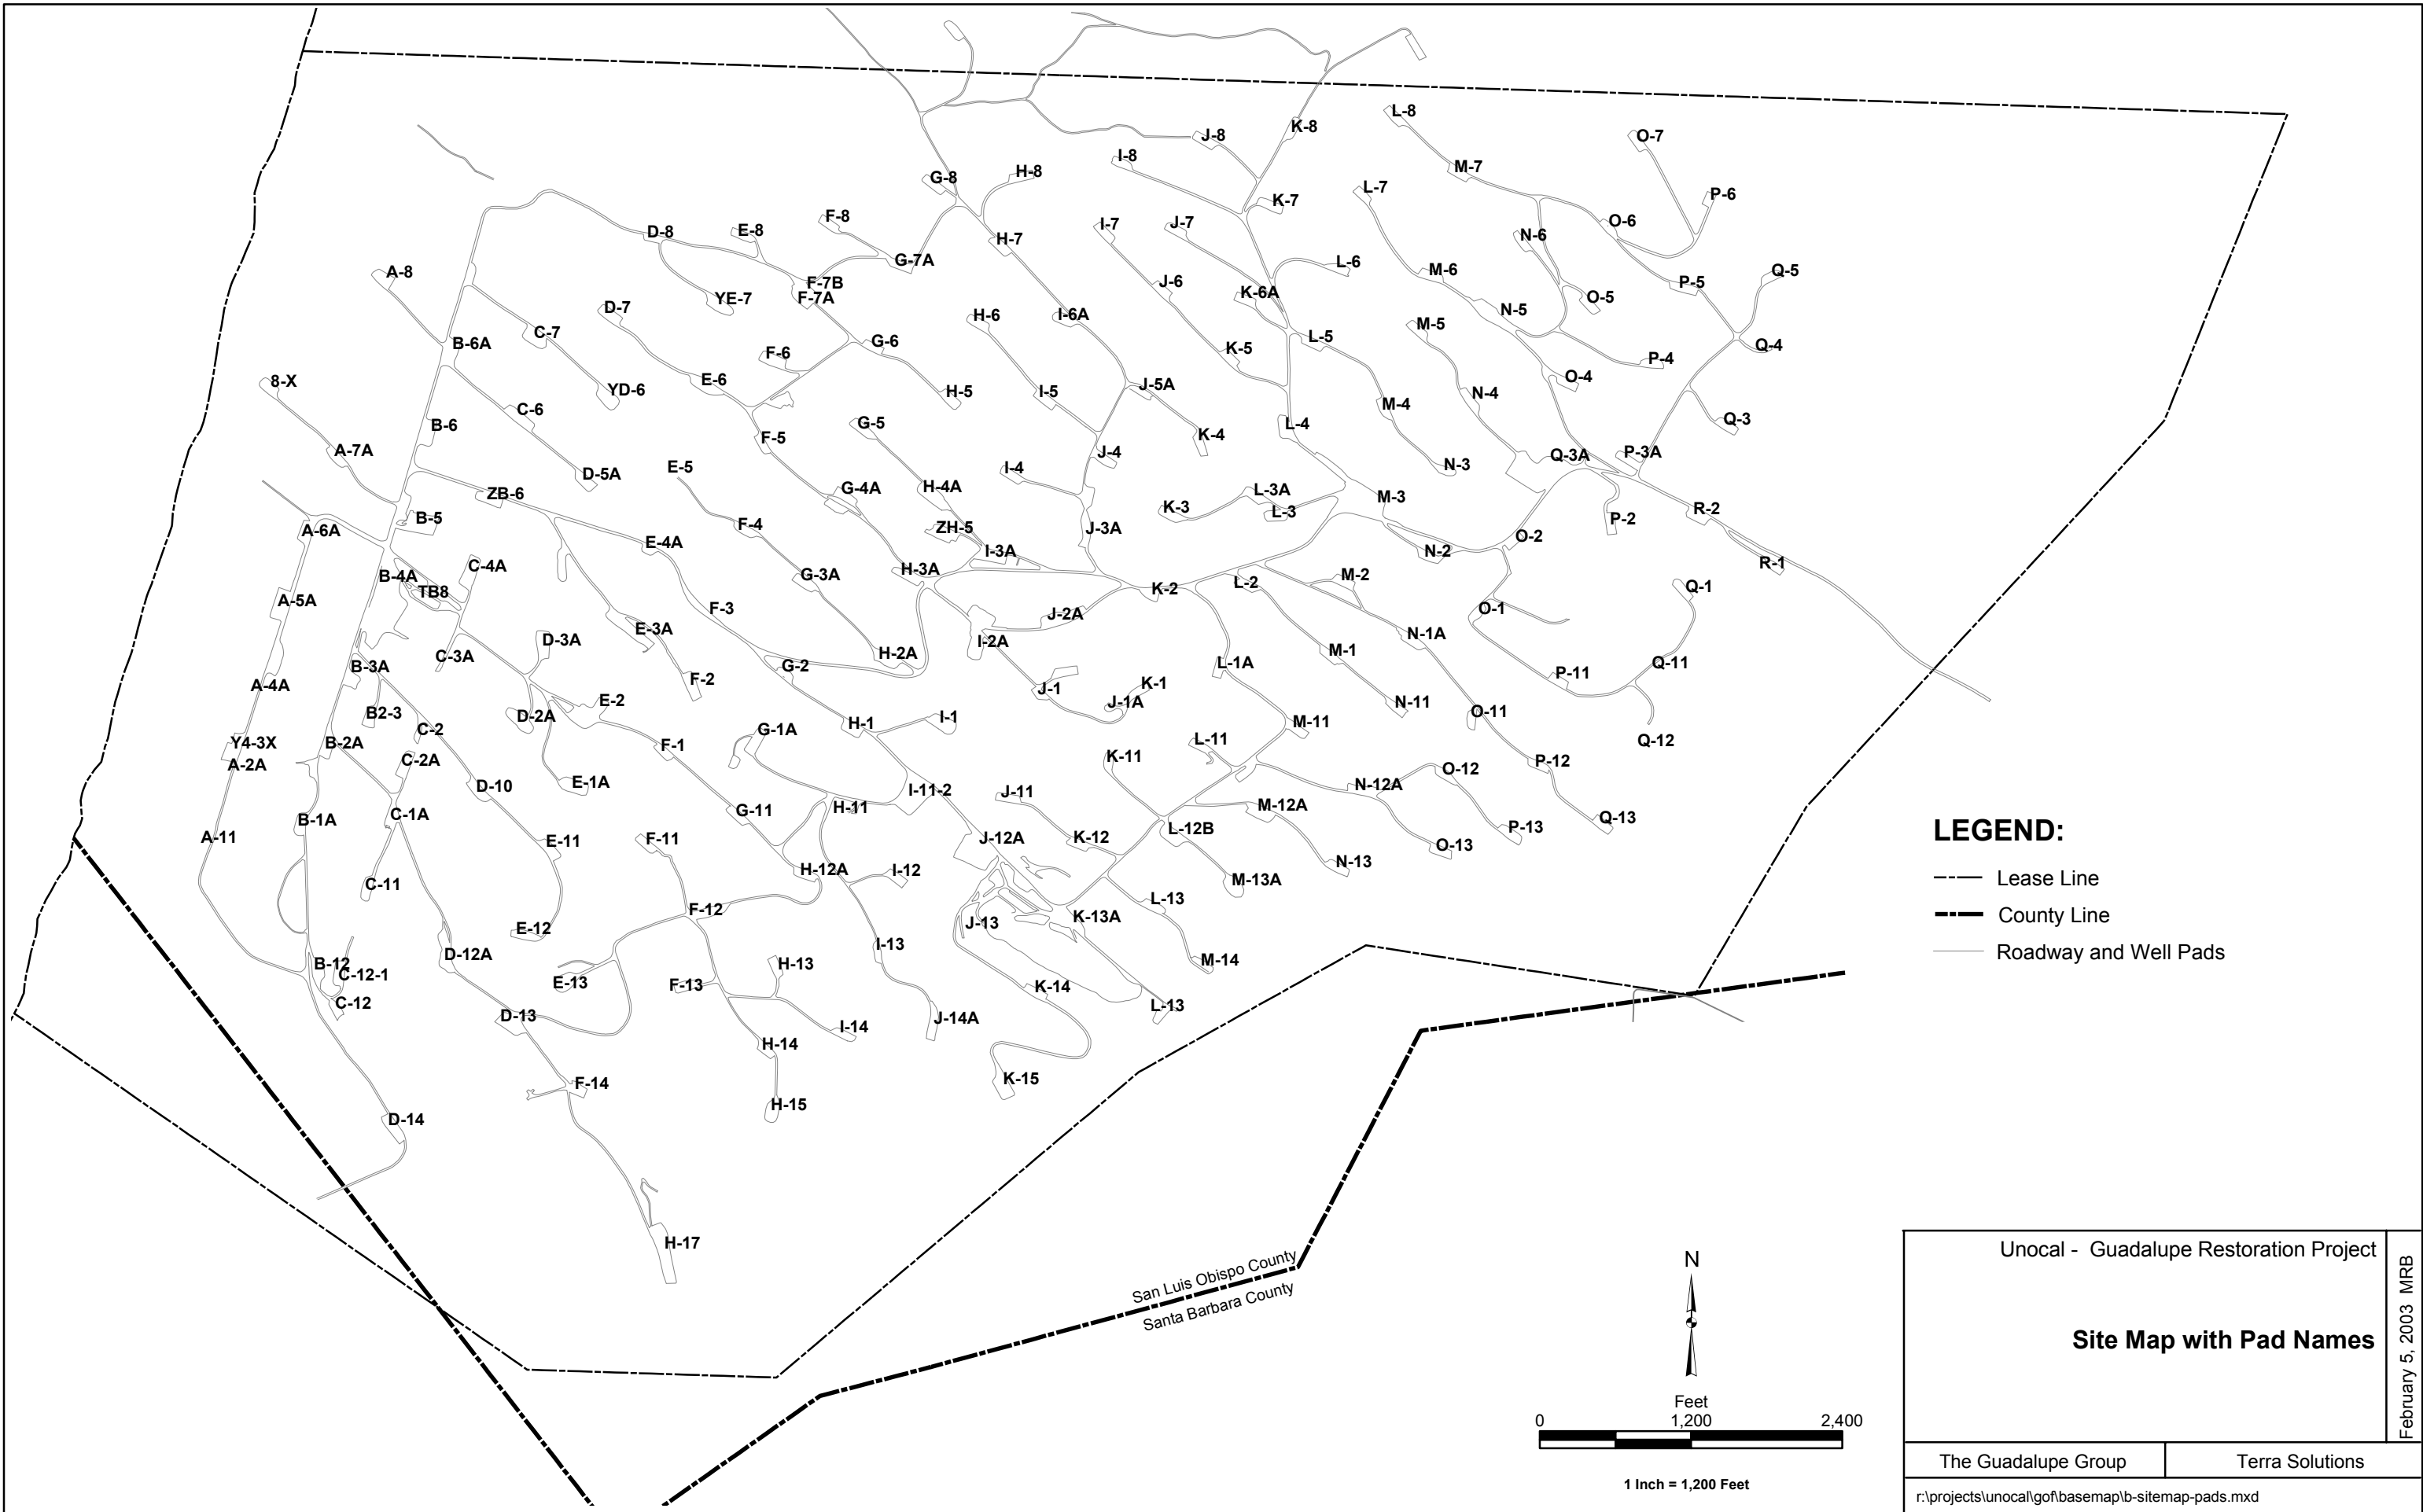 L-8
K-8
J-8
O-7
I-8
M-7
H-8
G-8
L-7
P-6
K-7
F-8
O-6
I-7
J-7
D-8
E-8
N-6
H-7
G-7A
L-6
A-8
M-6
Q-5
F-7B
J-6
P-5
K-6A
YE-7
F-7A
O-5
D-7
N-5
H-6
I-6A
M-5
C-7
L-5
B-6A
G-6
Q-4
K-5
F-6
P-4
8-X
E-6
O-4
J-5A
YD-6
H-5
I-5
N-4
M-4
C-6
Q-3
G-5
L-4
B-6
K-4
F-5
A-7A
J-4
P-3A
Q-3A
E-5
I-4
N-3
D-5A
H-4A
G-4A
L-3A
ZB-6
M-3
K-3
R-2
L-3
B-5
P-2
F-4
A-6A
ZH-5
J-3A
O-2
E-4A
I-3A
N-2
R-1
C-4A
H-3A
B-4A
G-3A
M-2
L-2
Q-1
K-2
TB8
A-5A
F-3
O-1
J-2A
E-3A
N-1A
D-3A
I-2A
M-1
H-2A
C-3A
L-1A
Q-11
B-3A
G-2
P-11
F-2
K-1
A-4A
J-1
E-2
J-1A
N-11
B2-3
O-11
D-2A
I-1
M-11
H-1
C-2
G-1A
L-11
Q-12
Y4-3X
B-2A
F-1
K-11
C-2A
P-12
A-2A
O-12
E-1A
D-10
N-12A
I-11-2
J-11
M-12A
H-11
G-11
C-1A
B-1A
Q-13
P-13
L-12B
A-11
K-12
J-12A
F-11
E-11
O-13
N-13
H-12A
I-12
M-13A
C-11
L-13
F-12
K-13A
J-13
E-12
I-13
D-12A
M-14
B-12
H-13
C-12-1
E-13
F-13
K-14
C-12
L-13
D-13
J-14A
I-14
H-14
K-15
F-14
H-15
D-14
H-17
San Luis Obispo County
Santa Barbara County
LEGEND:
Lease Line
County Line
Roadway and Well Pads
N
Feet
0 1,200 2,400
1 Inch = 1,200 Feet
Unocal - Guadalupe Restoration Project
Site Map with Pad Names
February 5, 2003 MRB
The Guadalupe Group
Terra Solutions
r:\projects\unocal\gof\basemap\b-sitemap-pads.mxd